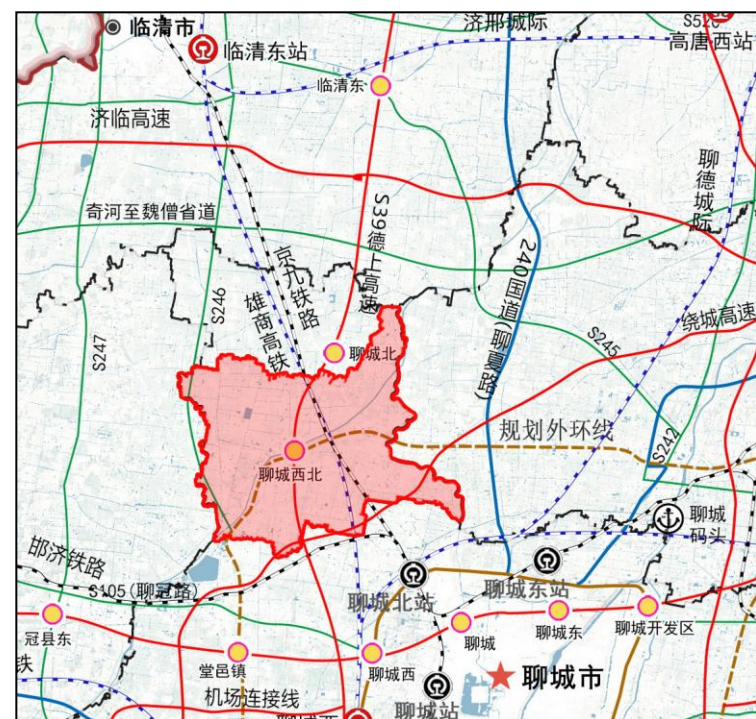 临清市
济邢城际
S520
高唐西站
临清东站
临清东
济临高速
聊德城际
S39德上高速
奇河至魏僧省道
240国道(聊夏路)
京九铁路
S246
雄商高铁
绕城高速
S247
S245
聊城北
规划外环线
S242
聊城西北
聊城
码头
邯济铁路
S105(聊冠路)
聊城北站
聊城东站
冠县东
聊城
聊城东
聊城开发区
堂邑镇
聊城西
铁
聊城市
机场连接线
聊城站
聊城西